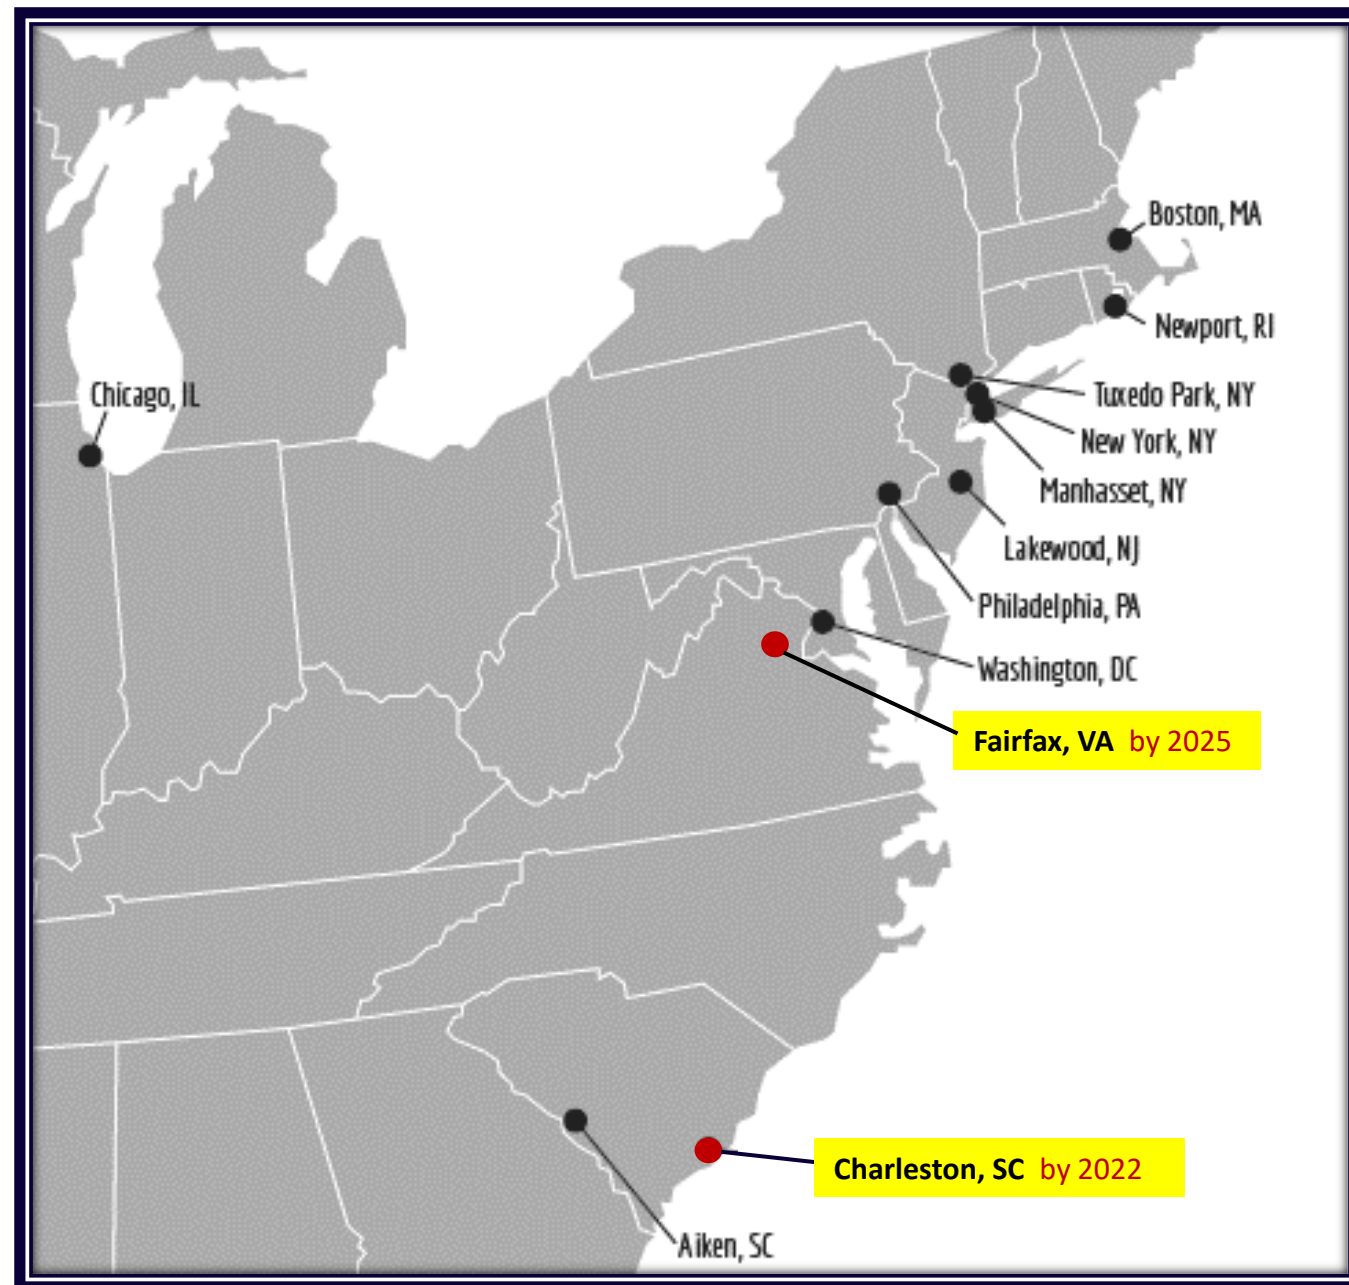 Boston, MA
Newport, RI
Chicago, IL
Tuxedo Park, NY
New York, NY
Manhasset, NY
Lakewood, NJ
Philadelphia, PA
Washington, DC
Fairfax, VA by 2025
Charleston, SC by 2022
Aiken, SC